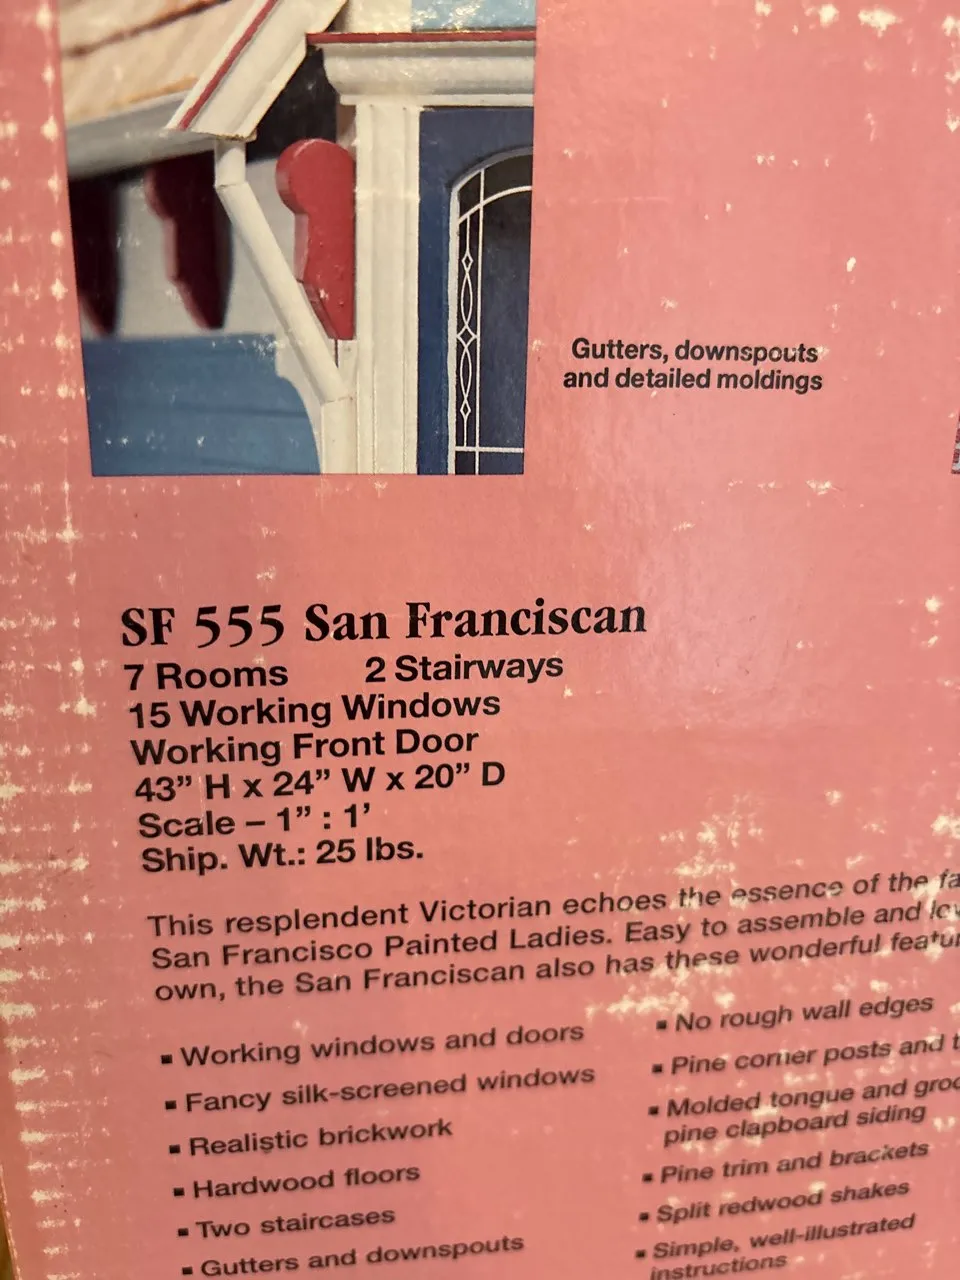 Gutters, downspouts
and detailed moldings
SF 555 San Franciscan
7 Rooms 2 Stairways
15 Working Windows
Working Front Door
43” H x 24” W x 20” D
Scale – 1” : 1’
Ship. Wt.: 25 lbs.
This resplendent Victorian echoes the essence of the
San Francisco Painted Ladies. Easy to assemble and
own, the San Franciscan also has these wonderful
▪ Working windows and doors
▪ Fancy silk-screened windows
▪ Realistic brickwork
▪ Hardwood floors
▪ Two staircases
▪ Gutters and downspouts
▪ No rough wall edges
▪ Pine corner posts and
▪ Molded tongue and
pine clapboard siding
▪ Pine trim and brackets
▪ Split redwood shakes
▪ Simple, well-illustrated
instructions